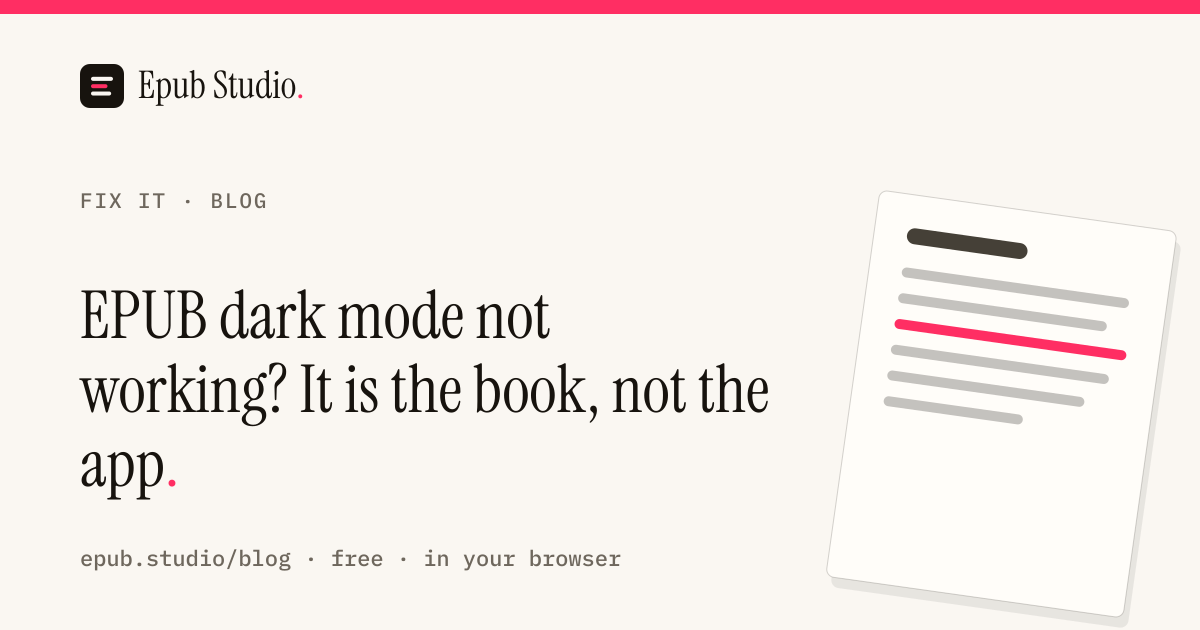 Epub Studio.
FIX IT · BLOG
EPUB dark mode not
working? It is the book, not the
app.
epub.studio/blog · free · in your browser